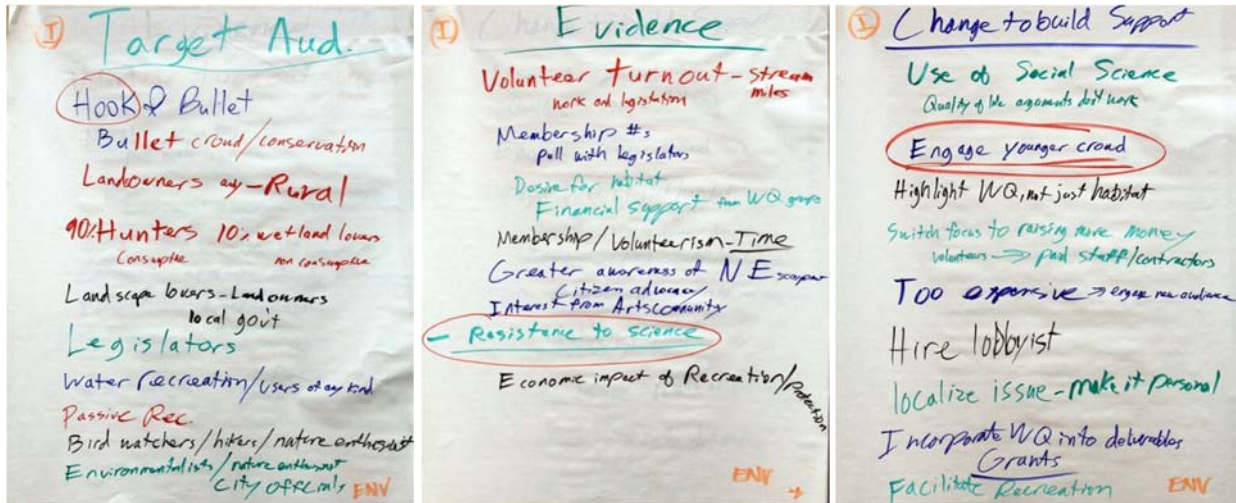 I
Target Aud.
Hook & Bullet
Bullet crowd/conservation
Landowners any - Rural
90% Hunters 10% wetland lovers
Consumptive non consumptive
Landscape lovers - Landowners
local gov't
Legislators
Water recreation/users of any kind
Passive Rec.
Bird watchers/hikers/nature enthusiast
Environmentalists/nature enthusiast
City officials
ENV
I
Evidence
Volunteer turnout - stream miles
work and legislation
Membership #s
pull with legislators
Desire for habitat
Financial support from WQ groups
Membership/Volunteerism - Time
Greater awareness of NE
Citizen advocacy
Interest from Arts Community
- Resistance to science
Economic impact of Recreation/Protection
ENV
→
I
Change to build Support
Use of Social Science
Quality of life arguments don't work
Engage younger crowd
Highlight WQ, not just habitat
Switch focus to raising more money
volunteers → paid staff/contractors
Too expensive → engage new audience
Hire lobbyist
localize issue - make it personal
Incorporate WQ into deliverables
Grants
Facilitate Recreation
ENV